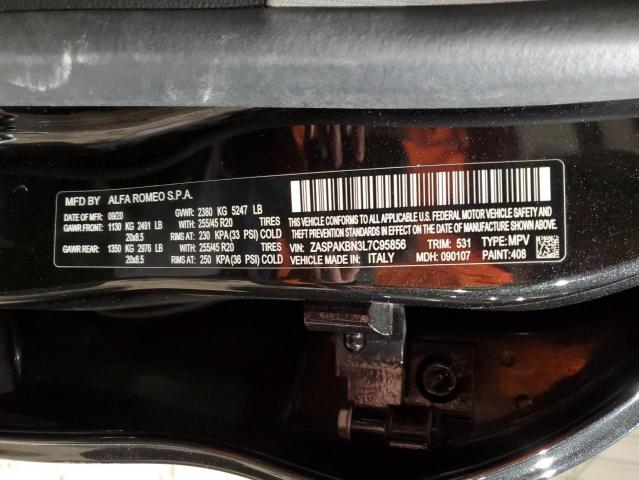 MFD BY ALFA ROMEO S.P.A.
DATE OF MFR: 09/20 GVWR: 2380 KG 5247 LB
GAWR FRONT: 1130 KG 2491 LB 255/45 R20 TIRES
20x8.5 RIMS AT: 230 KPA (33 PSI) COLD
GAWR REAR: 1350 KG 2976 LB 255/45 R20 TIRES
20x8.5 RIMS AT: 250 KPA (36 PSI) COLD
THIS VEHICLE CONFORMS TO ALL APPLICABLE U.S. FEDERAL MOTOR VEHICLE SAFETY, BUMPER, AND
THEFT PREVENTION STANDARDS IN EFFECT ON THE DATE OF MANUFACTURE SHOWN ABOVE.
VIN: ZASPAKBN3L7C95856 TRIM: 531 TYPE: MPV
VEHICLE MADE IN: ITALY MDH: 090107 PAINT: 408